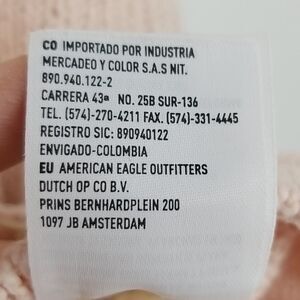 CO IMPORTADO POR INDUSTRIA
MERCADEO Y COLOR S.A.S NIT.
890.940.122-2
CARRERA 43ª NO. 25B SUR-136
TEL. (574)-270-4211 FAX. (574)-331-4445
REGISTRO SIC: 890940122
ENVIGADO-COLOMBIA
EU AMERICAN EAGLE OUTFITTERS
DUTCH OP CO B.V.
PRINS BERNHARDPLEIN 200
1097 JB AMSTERDAM